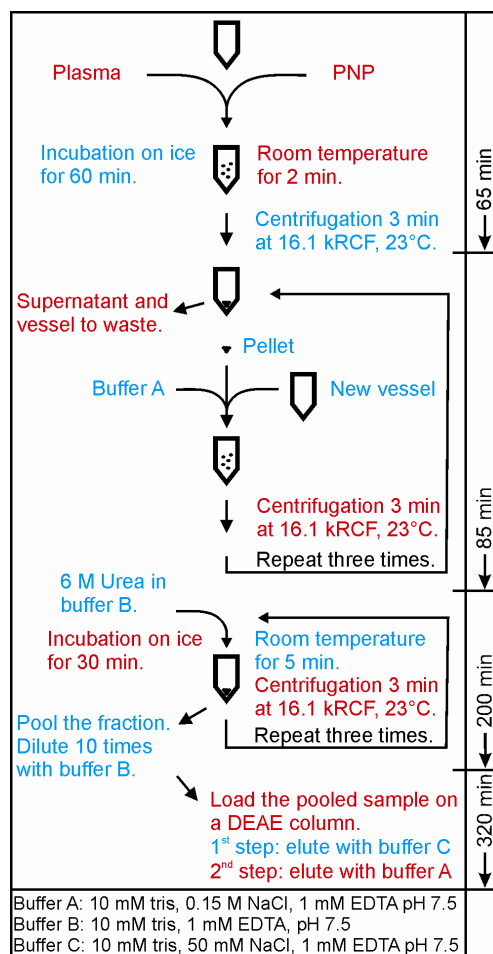 Plasma
PNP
Incubation on ice
for 60 min.
Room temperature
for 2 min.
Centrifugation 3 min
at 16.1 kRCF, 23°C.
65 min
Supernatant and
vessel to waste.
Pellet
Buffer A
New vessel
Centrifugation 3 min
at 16.1 kRCF, 23°C.
Repeat three times.
85 min
6 M Urea in
buffer B.
Incubation on ice
for 30 min.
Room temperature
for 5 min.
Centrifugation 3 min
at 16.1 kRCF, 23°C.
Repeat three times.
200 min
Pool the fraction.
Dilute 10 times
with buffer B.
Load the pooled sample on
a DEAE column.
1st step: elute with buffer C
2nd step: elute with buffer A
320 min
Buffer A: 10 mM tris, 0.15 M NaCl, 1 mM EDTA pH 7.5
Buffer B: 10 mM tris, 1 mM EDTA, pH 7.5
Buffer C: 10 mM tris, 50 mM NaCl, 1 mM EDTA pH 7.5